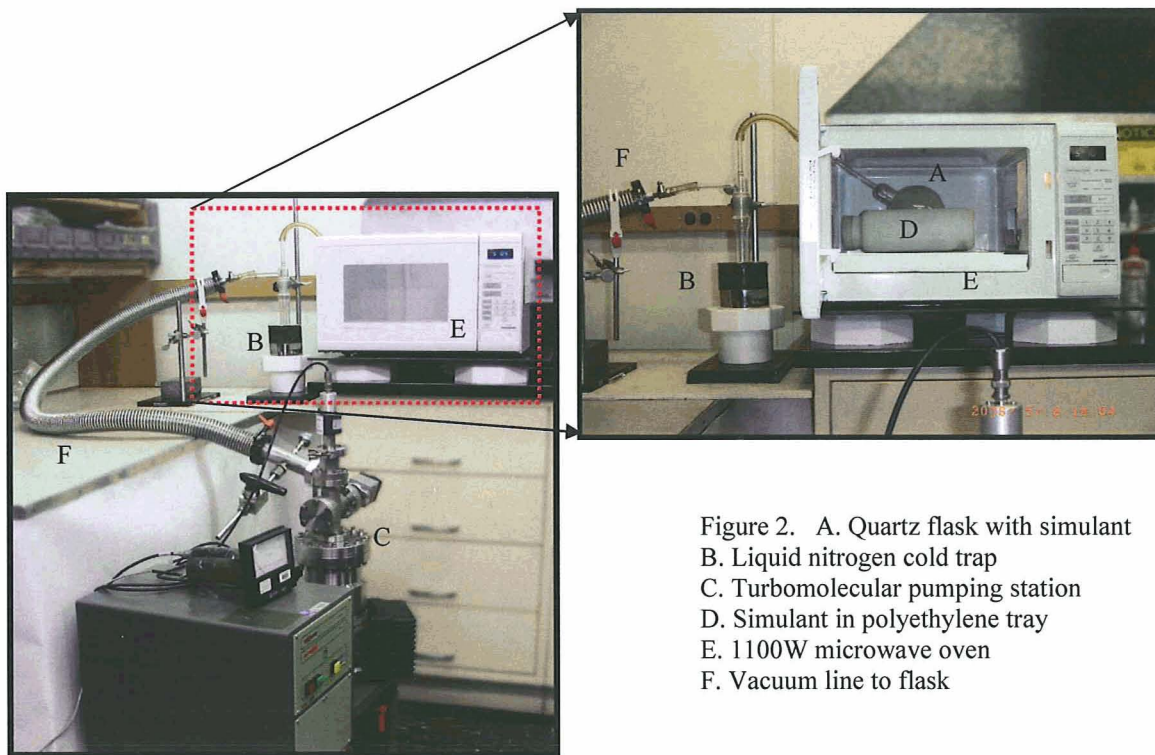 F
A
D
B
E
NOTIC
B
E
F
C
Figure 2. A. Quartz flask with simulant
B. Liquid nitrogen cold trap
C. Turbomolecular pumping station
D. Simulant in polyethylene tray
E. 1100W microwave oven
F. Vacuum line to flask